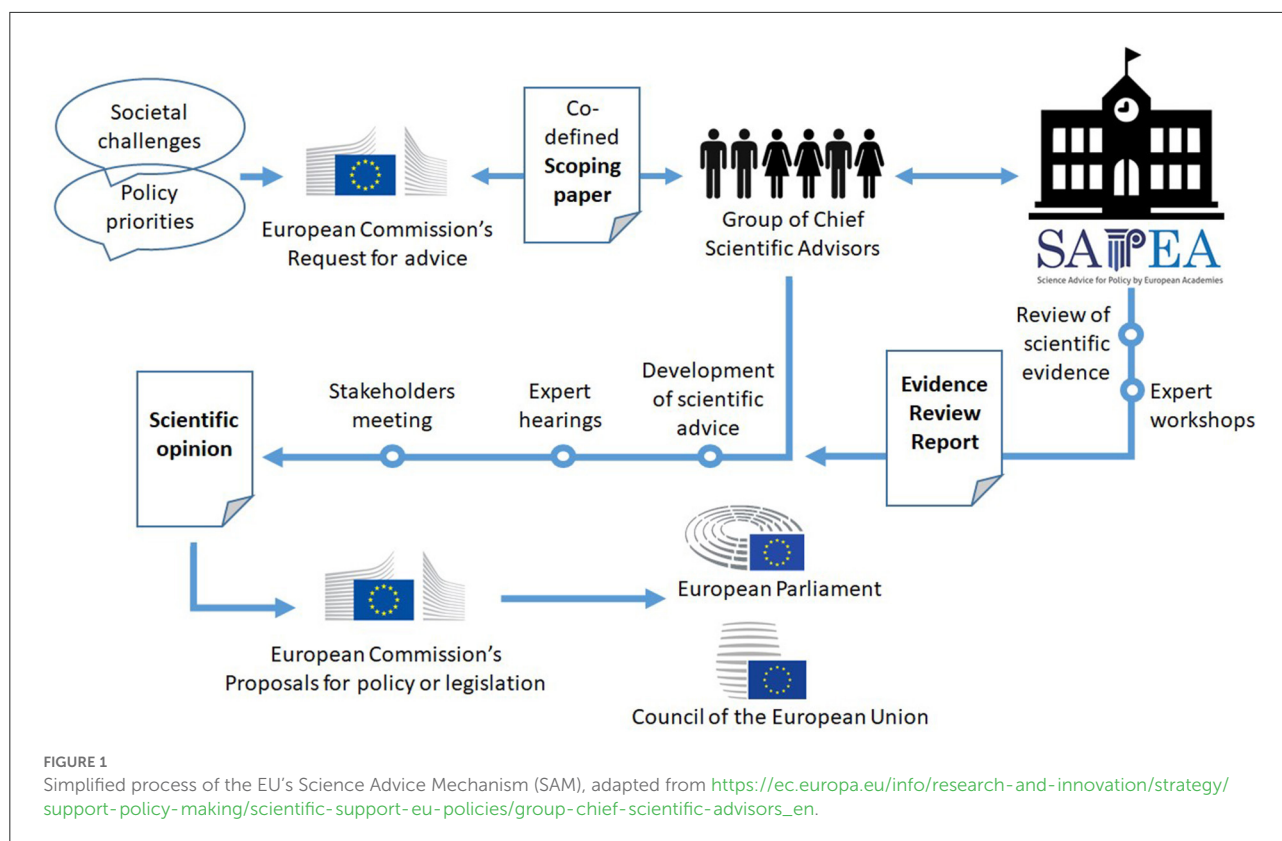 Societal
challenges
Policy
priorities
European Commission's
Request for advice
Co-
defined
Scoping
paper
Group of Chief
Scientific Advisors
SAPEA
Science Advice for Policy by European Academies
Review of
scientific
evidence
Expert
workshops
Evidence
Review
Report
Development
of scientific
advice
Expert
hearings
Stakeholders
meeting
Scientific
opinion
European Commission's
Proposals for policy or legislation
European Parliament
Council of the European Union
FIGURE 1
Simplified process of the EU's Science Advice Mechanism (SAM), adapted from https://ec.europa.eu/info/research-and-innovation/strategy/
support-policy-making/scientific-support-eu-policies/group-chief-scientific-advisors_en.